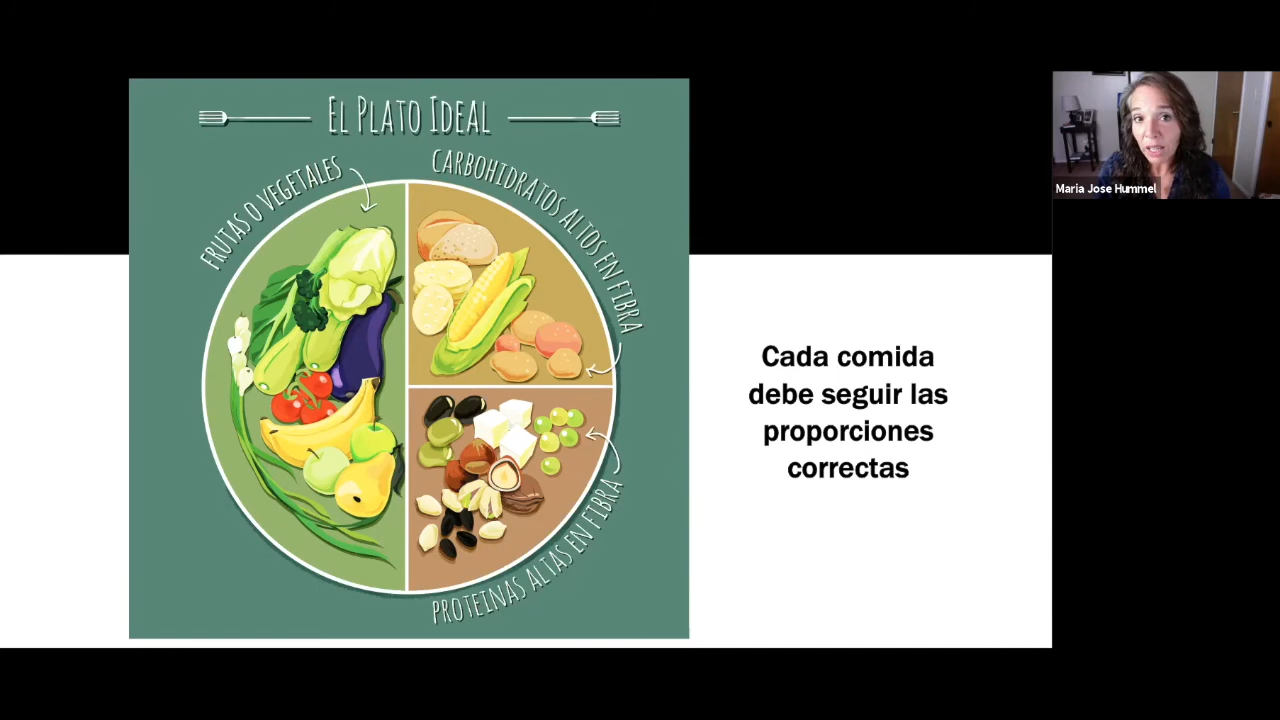 EL PLATO IDEAL
FRUTAS O VEGETALES
CARBOHIDRATOS ALTOS EN FIBRA
PROTEINAS ALTAS EN FIBRA
Cada comida
debe seguir las
proporciones
correctas
Maria Jose Hummel